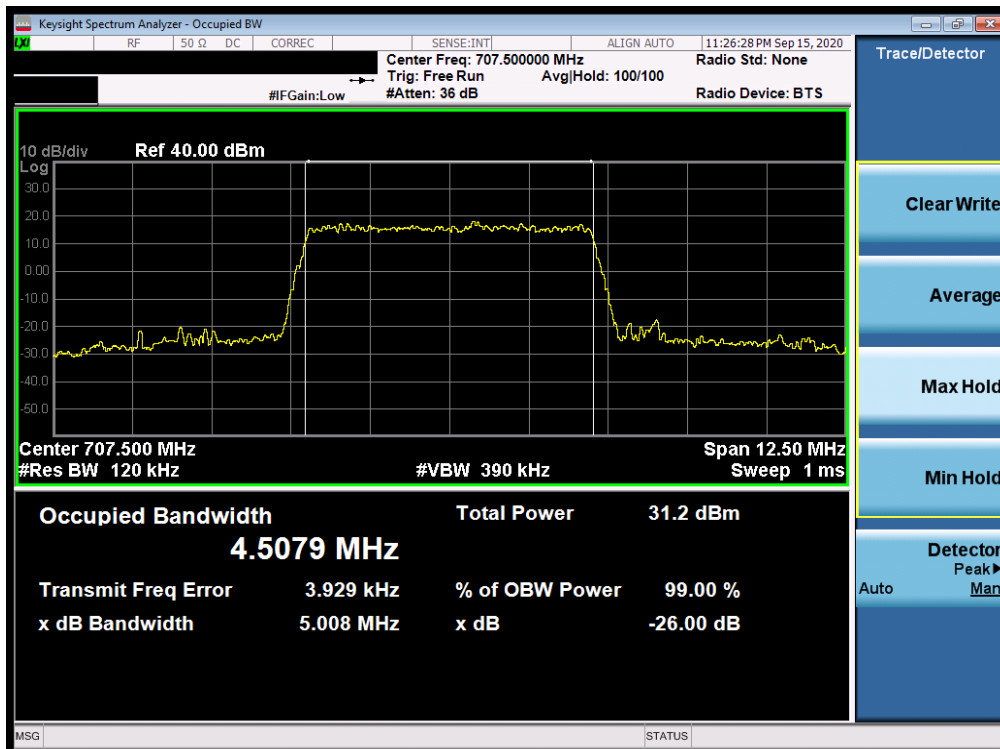 Keysight Spectrum Analyzer - Occupied BW
LXI RF 50 Ω DC CORREC SENSE:INT ALIGN AUTO 11:26:28 PM Sep 15, 2020
Center Freq: 707.500000 MHz Radio Std: None
Trig: Free Run Avg|Hold: 100/100
#IFGain:Low #Atten: 36 dB Radio Device: BTS
Trace/Detector
10 dB/div Ref 40.00 dBm
Log
30.0
20.0
10.0
0.00
-10.0
-20.0
-30.0
-40.0
-50.0
Center 707.500 MHz Span 12.50 MHz
#Res BW 120 kHz #VBW 390 kHz Sweep 1 ms
Occupied Bandwidth Total Power 31.2 dBm
4.5079 MHz
Transmit Freq Error 3.929 kHz % of OBW Power 99.00 %
x dB Bandwidth 5.008 MHz x dB -26.00 dB
Clear Write
Average
Max Hold
Min Hold
Detector
Peak▶
Auto Man
MSG STATUS